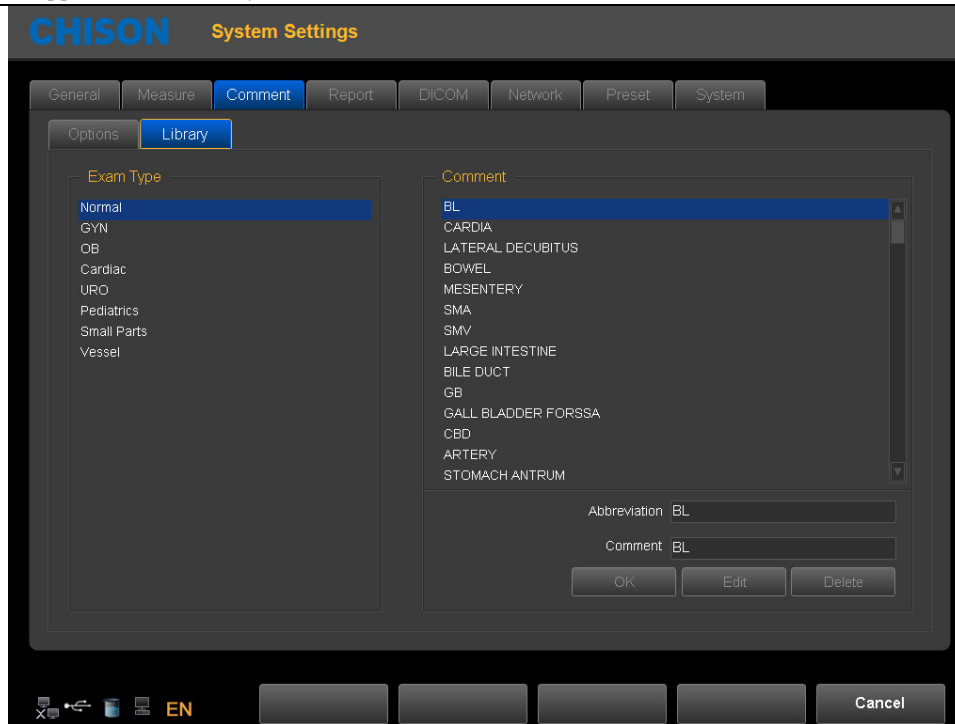 CHISON System Settings
General Measure Comment Report DICOM Network Preset System
Options Library
Exam Type
Normal
GYN
OB
Cardiac
URO
Pediatrics
Small Parts
Vessel
Comment
BL
CARDIA
LATERAL DECUBITUS
BOWEL
MESENTERY
SMA
SMV
LARGE INTESTINE
BILE DUCT
GB
GALL BLADDER FORSSA
CBD
ARTERY
STOMACH ANTRUM
Abbreviation BL
Comment BL
OK Edit Delete
EN Cancel